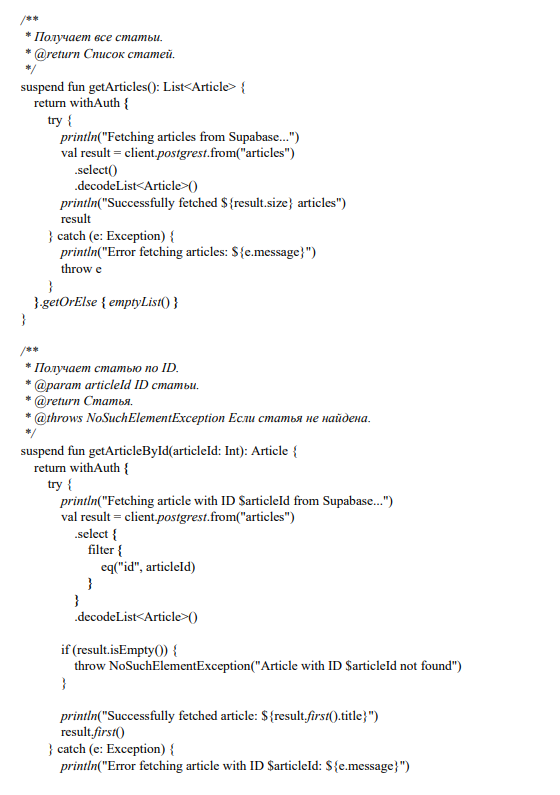 /**
 * Получает все статьи.
 * @return Список статей.
 */
suspend fun getArticles(): List<Article> {
    return withAuth {
        try {
            println("Fetching articles from Supabase...")
            val result = client.postgrest.from("articles")
                .select()
                .decodeList<Article>()
            println("Successfully fetched ${result.size} articles")
            result
        } catch (e: Exception) {
            println("Error fetching articles: ${e.message}")
            throw e
        }
    }.getOrElse { emptyList() }
}

/**
 * Получает статью по ID.
 * @param articleId ID статьи.
 * @return Статья.
 * @throws NoSuchElementException Если статья не найдена.
 */
suspend fun getArticleById(articleId: Int): Article {
    return withAuth {
        try {
            println("Fetching article with ID $articleId from Supabase...")
            val result = client.postgrest.from("articles")
                .select {
                    filter {
                        eq("id", articleId)
                    }
                }
                .decodeList<Article>()

            if (result.isEmpty()) {
                throw NoSuchElementException("Article with ID $articleId not found")
            }

            println("Successfully fetched article: ${result.first().title}")
            result.first()
        } catch (e: Exception) {
            println("Error fetching article with ID $articleId: ${e.message}")